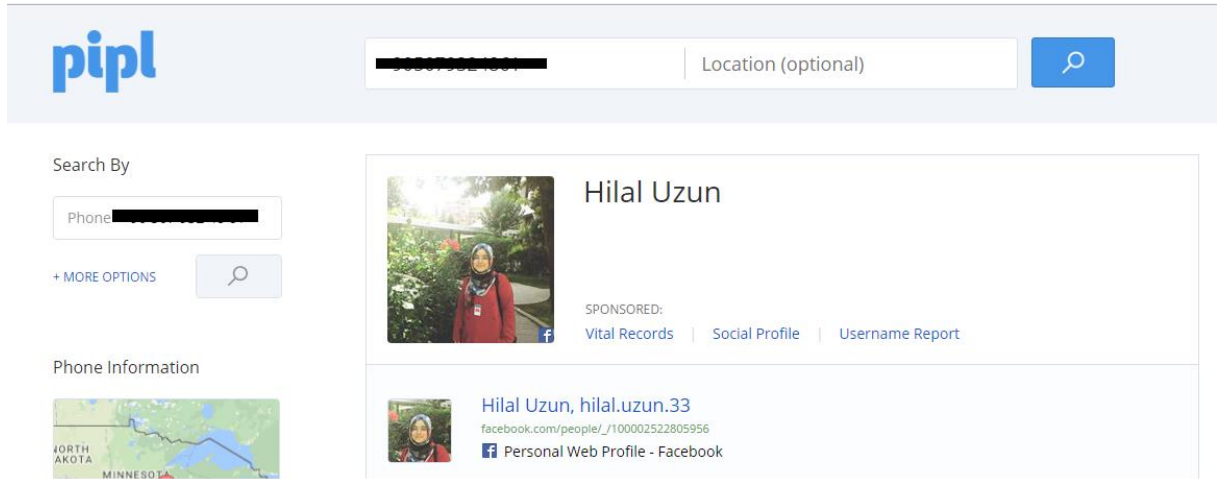 pipl
Location (optional)
Search By
Phone
+ MORE OPTIONS
Phone Information
NORTH
AKOTA
MINNESOTA
Hilal Uzun
SPONSORED:
Vital Records | Social Profile | Username Report
Hilal Uzun, hilal.uzun.33
facebook.com/people/_/100002522805956
Personal Web Profile - Facebook